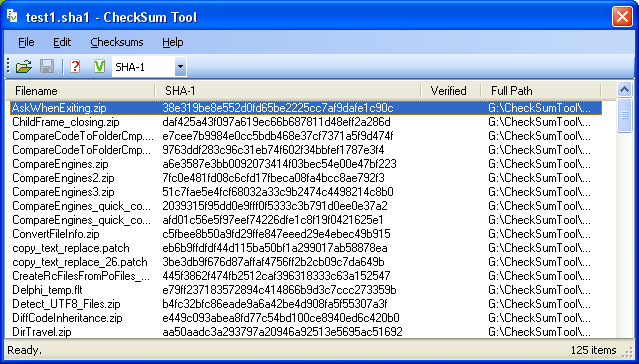 test1.sha1 - CheckSum Tool
File Edit Checksums Help
SHA-1
Filename SHA-1 Verified Full Path
AskWhenExiting.zip 38e319be8e552d0fd65be2225cc7af9dafe1c90c G:\CheckSumTool\...
ChildFrame_closing.zip daf425a43f097a619ec66b687811d48eff2a286d G:\CheckSumTool\...
CompareCodeToFolderCmp... e7cee7b9984e0cc5bdb468e37cf7371a5f9d474f G:\CheckSumTool\...
CompareCodeToFolderCmp... 9763ddf283c96c31eb74f602f34bbfef1787e3f4 G:\CheckSumTool\...
CompareEngines.zip a6e3587e3bb0092073414f03bec54e00e47bf223 G:\CheckSumTool\...
CompareEngines2.zip 7fc0e481fd08c6cfd17fbeca08fa4bcc8ae792f3 G:\CheckSumTool\...
CompareEngines3.zip 51c7fae5e4fcf68032a33c9b2474c4498214c8b0 G:\CheckSumTool\...
CompareEngines_quick_co... 2039315f95dd0e9fff0f5333c3b791d0ee0e37a2 G:\CheckSumTool\...
CompareEngines_quick_co... afd01c56e5f97eef74226dfe1c8f19f0421625e1 G:\CheckSumTool\...
ConvertFileInfo.zip c5fbee8b50a9fd29ffe847eeed29e4ebec49b915 G:\CheckSumTool\...
copy_text_replace.patch eb6b9fdfdf44d115ba50bf1a299017ab58878ea G:\CheckSumTool\...
copy_text_replace_26.patch 3be3db9f676d87affaf4756ff2b2cb09c7da649b G:\CheckSumTool\...
CreateRcFilesFromPoFiles_... 445f3862f474fb2512caf396318333c63a152547 G:\CheckSumTool\...
Delphi_temp.flt e79ff237183572894c414866b9d3c7ccc273359b G:\CheckSumTool\...
Detect_UTF8_Files.zip b4fc32bfc86eade9a6a42be4d908fa5f55307a3f G:\CheckSumTool\...
DiffCodeInheritance.zip e449c093abea8fd7bc54bd100ce8940ed6c420b0 G:\CheckSumTool\...
DirTravel.zip aa50aadc3a293797a20946a92513e5695ac51692 G:\CheckSumTool\...
Ready. 125 items